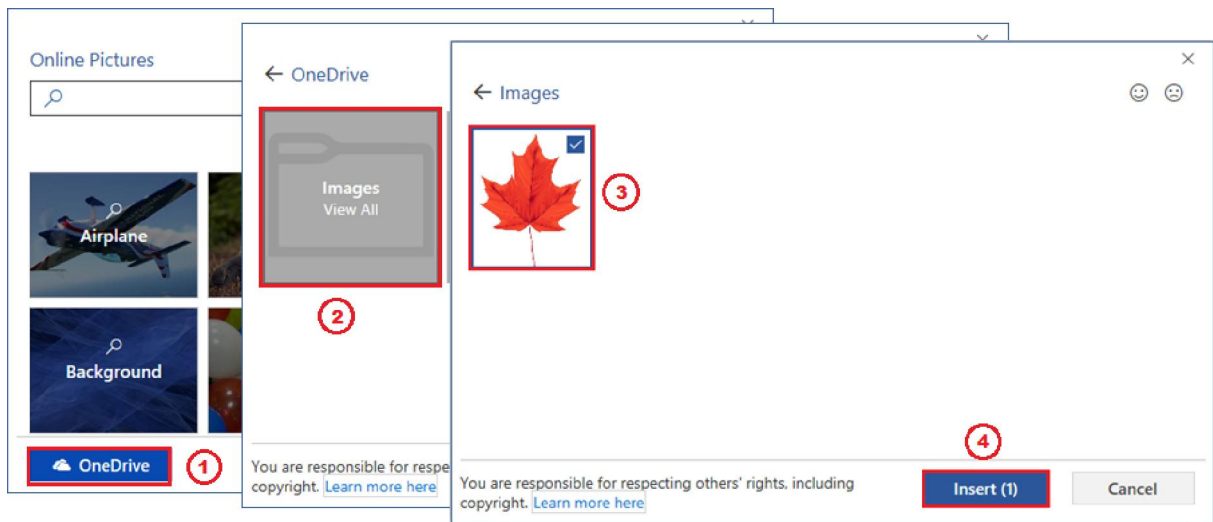 Online Pictures
Airplane
Background
OneDrive
1
OneDrive
Images
View All
2
You are responsible for respe
copyright. Learn more here
Images
3
4
You are responsible for respecting others' rights, including
copyright. Learn more here
Insert (1)
Cancel